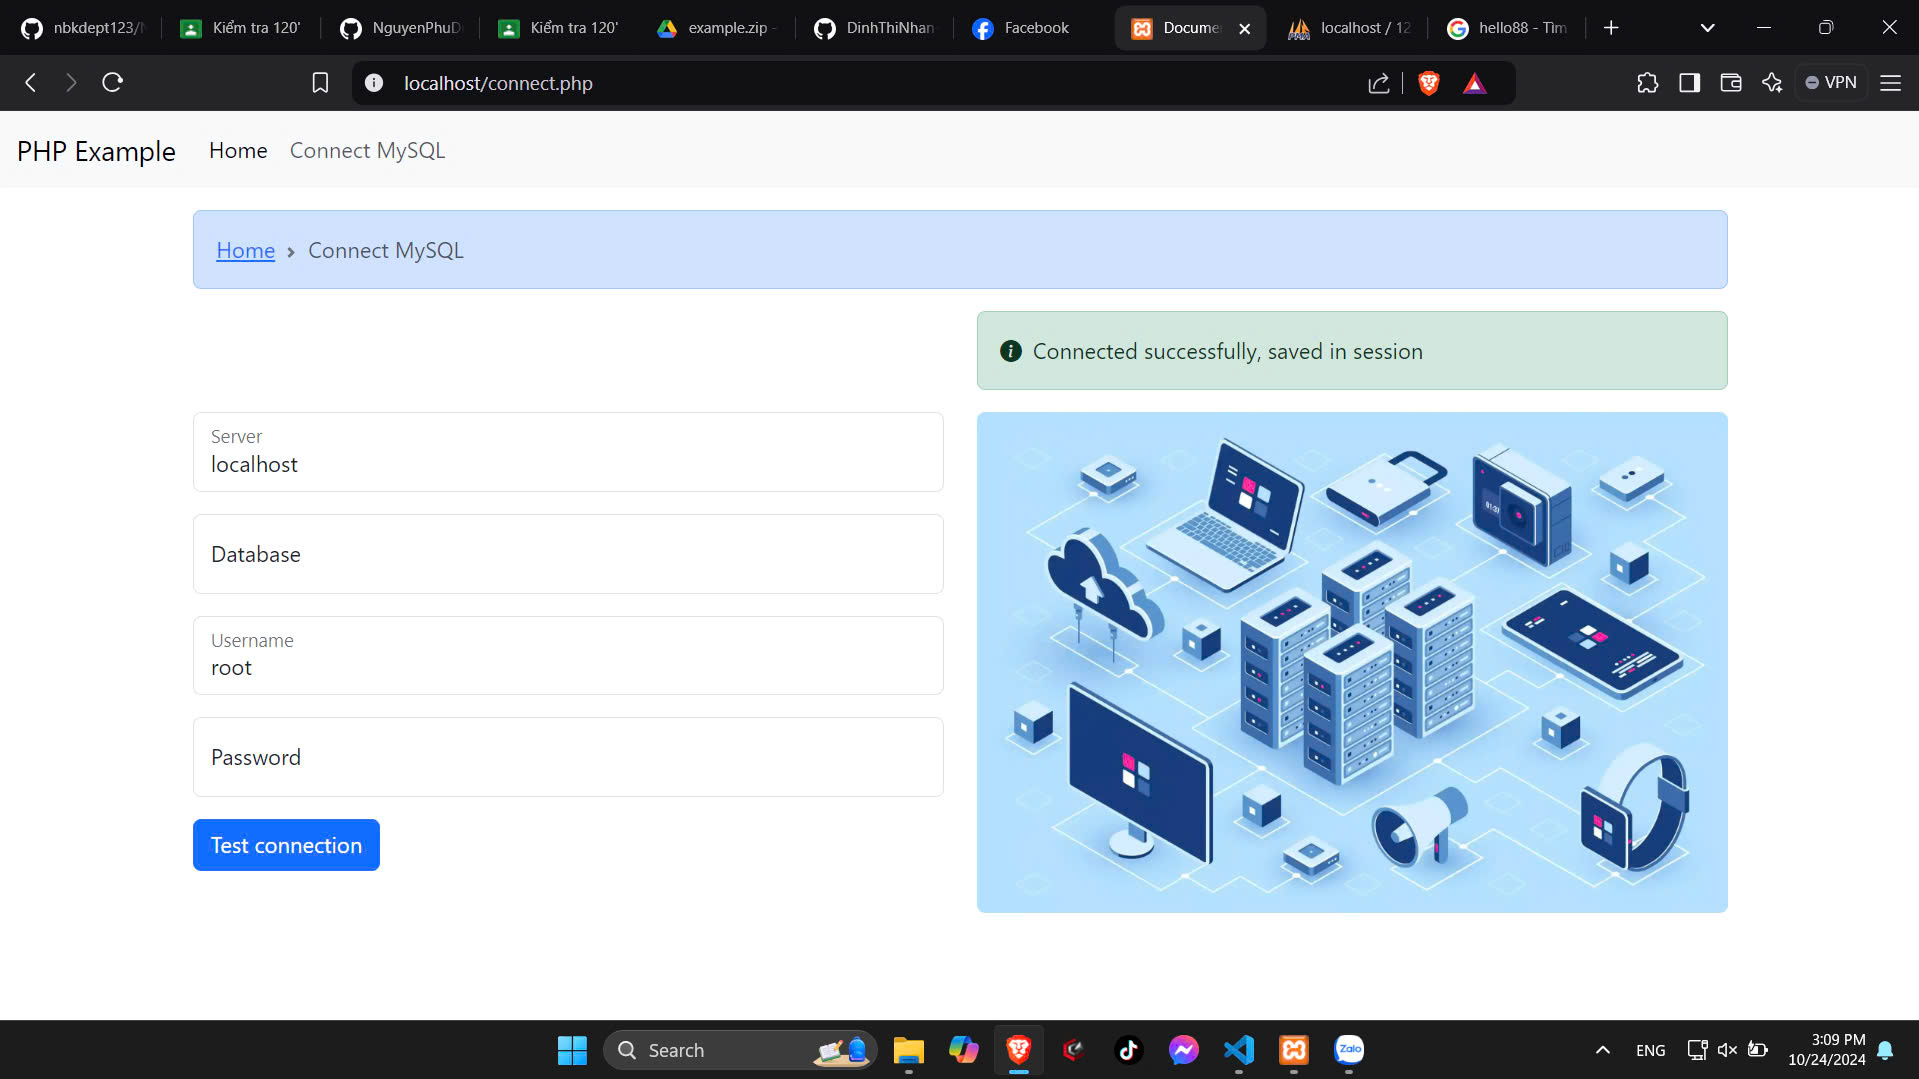 nbkdept123/
Kiểm tra 120'
NguyenPhuD
Kiểm tra 120'
example.zip -
DinhThiNhan
Facebook
Docume
localhost / 12
hello88 - Tìm
localhost/connect.php
VPN
PHP Example
Home
Connect MySQL
Home › Connect MySQL
Connected successfully, saved in session
Server
localhost
Database
Username
root
Password
Test connection
Search
Zalo
ENG
3:09 PM
10/24/2024